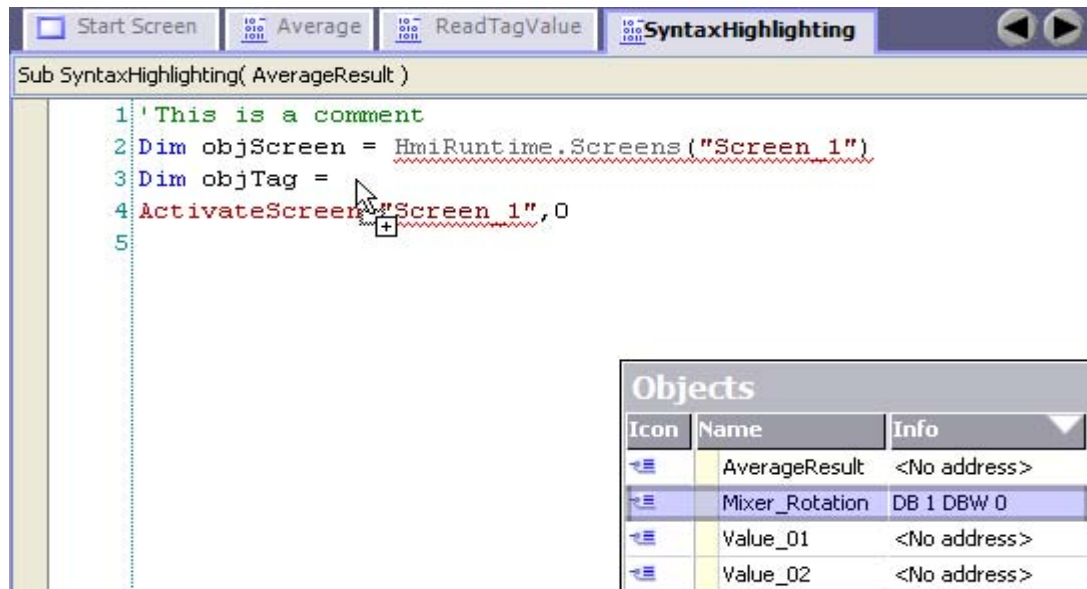 Start Screen Average ReadTagValue SyntaxHighlighting
Sub SyntaxHighlighting( AverageResult )
1 'This is a comment
2 Dim objScreen = HmiRuntime.Screens("Screen_1")
3 Dim objTag =
4 ActivateScreen "Screen_1",0
5
Objects
Icon Name Info
AverageResult <No address>
Mixer_Rotation DB 1 DBW 0
Value_01 <No address>
Value_02 <No address>